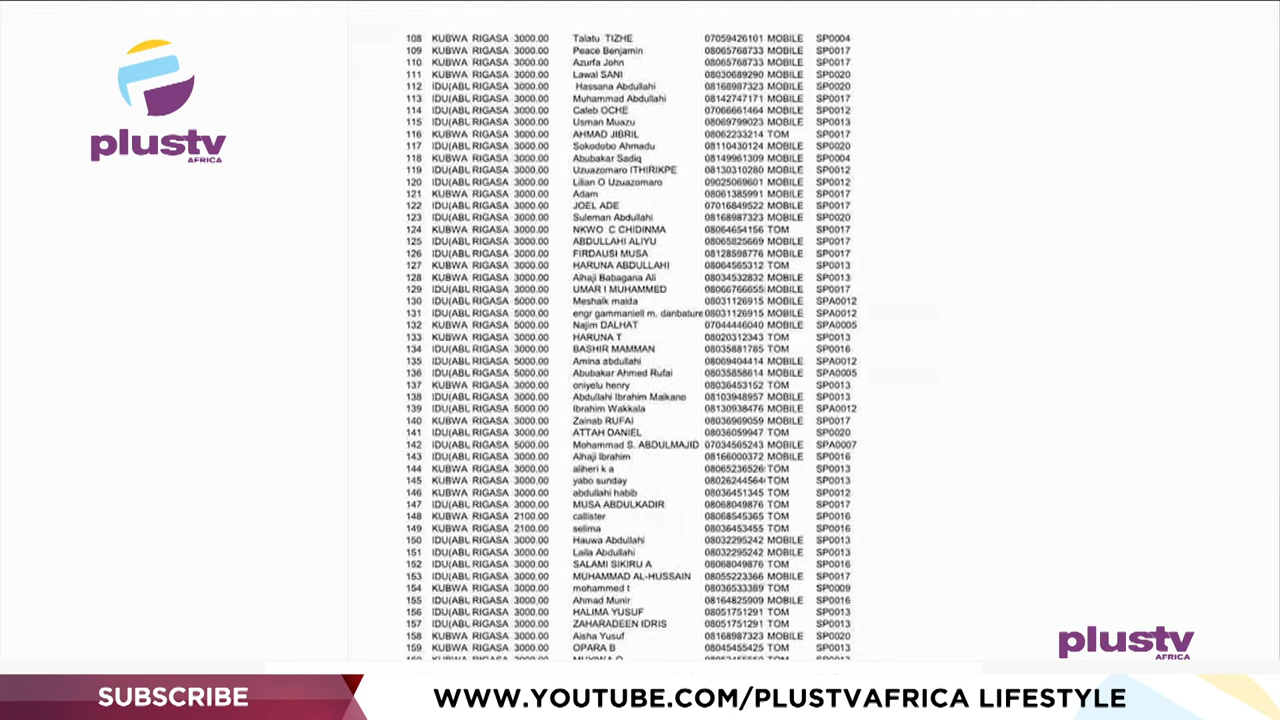 plustv
AFRICA
108 KUBWA RIGASA 3000.00 Talatu TIZHE 07059426101 MOBILE SP0004
109 KUBWA RIGASA 3000.00 Peace Benjamin 08065768733 MOBILE SP0017
110 KUBWA RIGASA 3000.00 Azurfa John 08065768733 MOBILE SP0017
111 KUBWA RIGASA 3000.00 Lawal SANI 08030689290 MOBILE SP0020
112 IDU(ABL RIGASA 3000.00 Hassana Abdullahi 08168987323 MOBILE SP0020
113 IDU(ABL RIGASA 3000.00 Muhammad Abdullahi 08142747171 MOBILE SP0017
114 IDU(ABL RIGASA 3000.00 Caleb OCHE 07066661464 MOBILE SP0012
115 IDU(ABL RIGASA 3000.00 Usman Muazu 08069799023 MOBILE SP0013
116 KUBWA RIGASA 3000.00 AHMAD JIBRIL 08062233214 TOM SP0017
117 IDU(ABL RIGASA 3000.00 Sokodobo Ahmadu 08110430124 MOBILE SP0020
118 KUBWA RIGASA 3000.00 Abubakar Sadiq 08149961309 MOBILE SP0004
119 IDU(ABL RIGASA 3000.00 Uzuazomaro ITHIRIKPE 08130310280 MOBILE SP0012
120 IDU(ABL RIGASA 3000.00 Lilian O Uzuazomaro 09025069601 MOBILE SP0012
121 KUBWA RIGASA 3000.00 Adam 08061385991 MOBILE SP0017
122 IDU(ABL RIGASA 3000.00 JOEL ADE 07016849522 MOBILE SP0017
123 IDU(ABL RIGASA 3000.00 Suleman Abdullahi 08168987323 MOBILE SP0020
124 KUBWA RIGASA 3000.00 NKWO C CHIDINMA 08064654156 TOM SP0017
125 IDU(ABL RIGASA 3000.00 ABDULLAHI ALIYU 08065825669 MOBILE SP0017
126 IDU(ABL RIGASA 3000.00 FIRDAUSI MUSA 08128598776 MOBILE SP0017
127 KUBWA RIGASA 3000.00 HARUNA ABDULLAHI 08064565312 TOM SP0013
128 KUBWA RIGASA 3000.00 Alhaji Babagana Ali 08034532832 MOBILE SP0013
129 IDU(ABL RIGASA 3000.00 UMAR I MUHAMMED 08066766655 MOBILE SP0017
130 IDU(ABL RIGASA 5000.00 Meshalk maida 08031126915 MOBILE SPA0012
131 IDU(ABL RIGASA 5000.00 engr gammaniell m. danbature 08031126915 MOBILE SPA0012
132 KUBWA RIGASA 5000.00 Najim DALHAT 07044446040 MOBILE SPA0005
133 KUBWA RIGASA 3000.00 HARUNA T 08020312343 TOM SP0013
134 IDU(ABL RIGASA 3000.00 BASHIR MAMMAN 08035881765 TOM SP0016
135 IDU(ABL RIGASA 5000.00 Amina abdullahi 08069404414 MOBILE SPA0012
136 IDU(ABL RIGASA 5000.00 Abubakar Ahmed Rufai 08035858614 MOBILE SPA0005
137 KUBWA RIGASA 3000.00 oniyelu henry 08036453152 TOM SP0013
138 IDU(ABL RIGASA 3000.00 Abdullahi Ibrahim Maikano 08103948957 MOBILE SP0013
139 IDU(ABL RIGASA 5000.00 Ibrahim Wakkala 08130938476 MOBILE SPA0012
140 KUBWA RIGASA 3000.00 Zainab RUFAI 08036969059 MOBILE SP0017
141 IDU(ABL RIGASA 3000.00 ATTAH DANIEL 08036059947 TOM SP0020
142 IDU(ABL RIGASA 5000.00 Mohammad S. ABDULMAJID 07034565243 MOBILE SPA0007
143 IDU(ABL RIGASA 3000.00 Alhaji Ibrahim 08166000372 MOBILE SP0016
144 KUBWA RIGASA 3000.00 aliheri k a 08065236526 TOM SP0013
145 KUBWA RIGASA 3000.00 yabo sunday 0802624456 TOM SP0013
146 KUBWA RIGASA 3000.00 abdullahi habib 08036451345 TOM SP0012
147 IDU(ABL RIGASA 3000.00 MUSA ABDULKADIR 08068049876 TOM SP0017
148 KUBWA RIGASA 2100.00 callister 08068545365 TOM SP0016
149 KUBWA RIGASA 2100.00 selima 08036453455 TOM SP0016
150 IDU(ABL RIGASA 3000.00 Hauwa Abdullahi 08032295242 MOBILE SP0013
151 IDU(ABL RIGASA 3000.00 Laila Abdullahi 08032295242 MOBILE SP0013
152 IDU(ABL RIGASA 3000.00 SALAMI SIKIRU A 08068049876 TOM SP0016
153 IDU(ABL RIGASA 3000.00 MUHAMMAD AL-HUSSAIN 08055223366 MOBILE SP0017
154 KUBWA RIGASA 3000.00 mohammed t 08036533389 TOM SP0009
155 IDU(ABL RIGASA 3000.00 Ahmad Munir 08164825909 MOBILE SP0016
156 IDU(ABL RIGASA 3000.00 HALIMA YUSUF 08051751291 TOM SP0013
157 IDU(ABL RIGASA 3000.00 ZAHARADEEN IDRIS 08051751291 TOM SP0013
158 KUBWA RIGASA 3000.00 Aisha Yusuf 08168987323 MOBILE SP0020
159 KUBWA RIGASA 3000.00 OPARA B 08045455425 TOM SP0013
plustv
AFRICA
SUBSCRIBE
WWW.YOUTUBE.COM/PLUSTVAFRICA LIFESTYLE